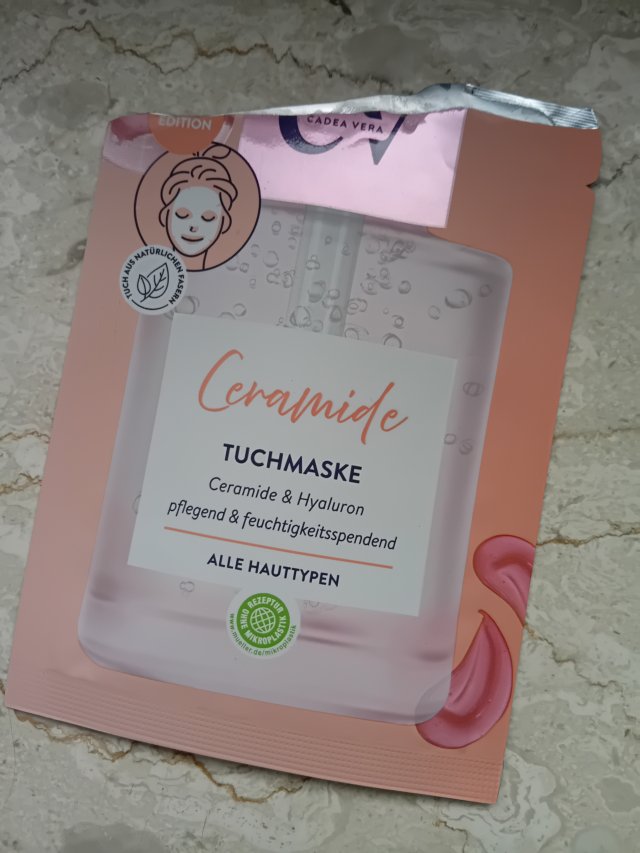 EDITION
CV
CADEA VERA
TUCH AUS NATÜRLICHEN FASERN
Ceramide
TUCHMASKE
Ceramide & Hyaluron
pflegend & feuchtigkeitsspendend
ALLE HAUTTYPEN
REZEPTUR
OHNE MIKROPLASTIK
www.mueller.de/mikroplastik